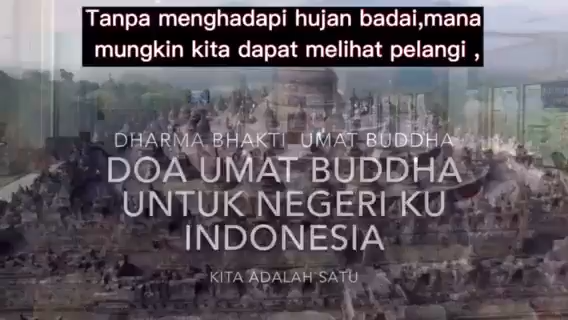 Tanpa menghadapi hujan badai,mana
mungkin kita dapat melihat pelangi ,
DHARMA BHAKTI UMAT BUDDHA
DOA UMAT BUDDHA
UNTUK NEGERI KU
INDONESIA
KITA ADALAH SATU